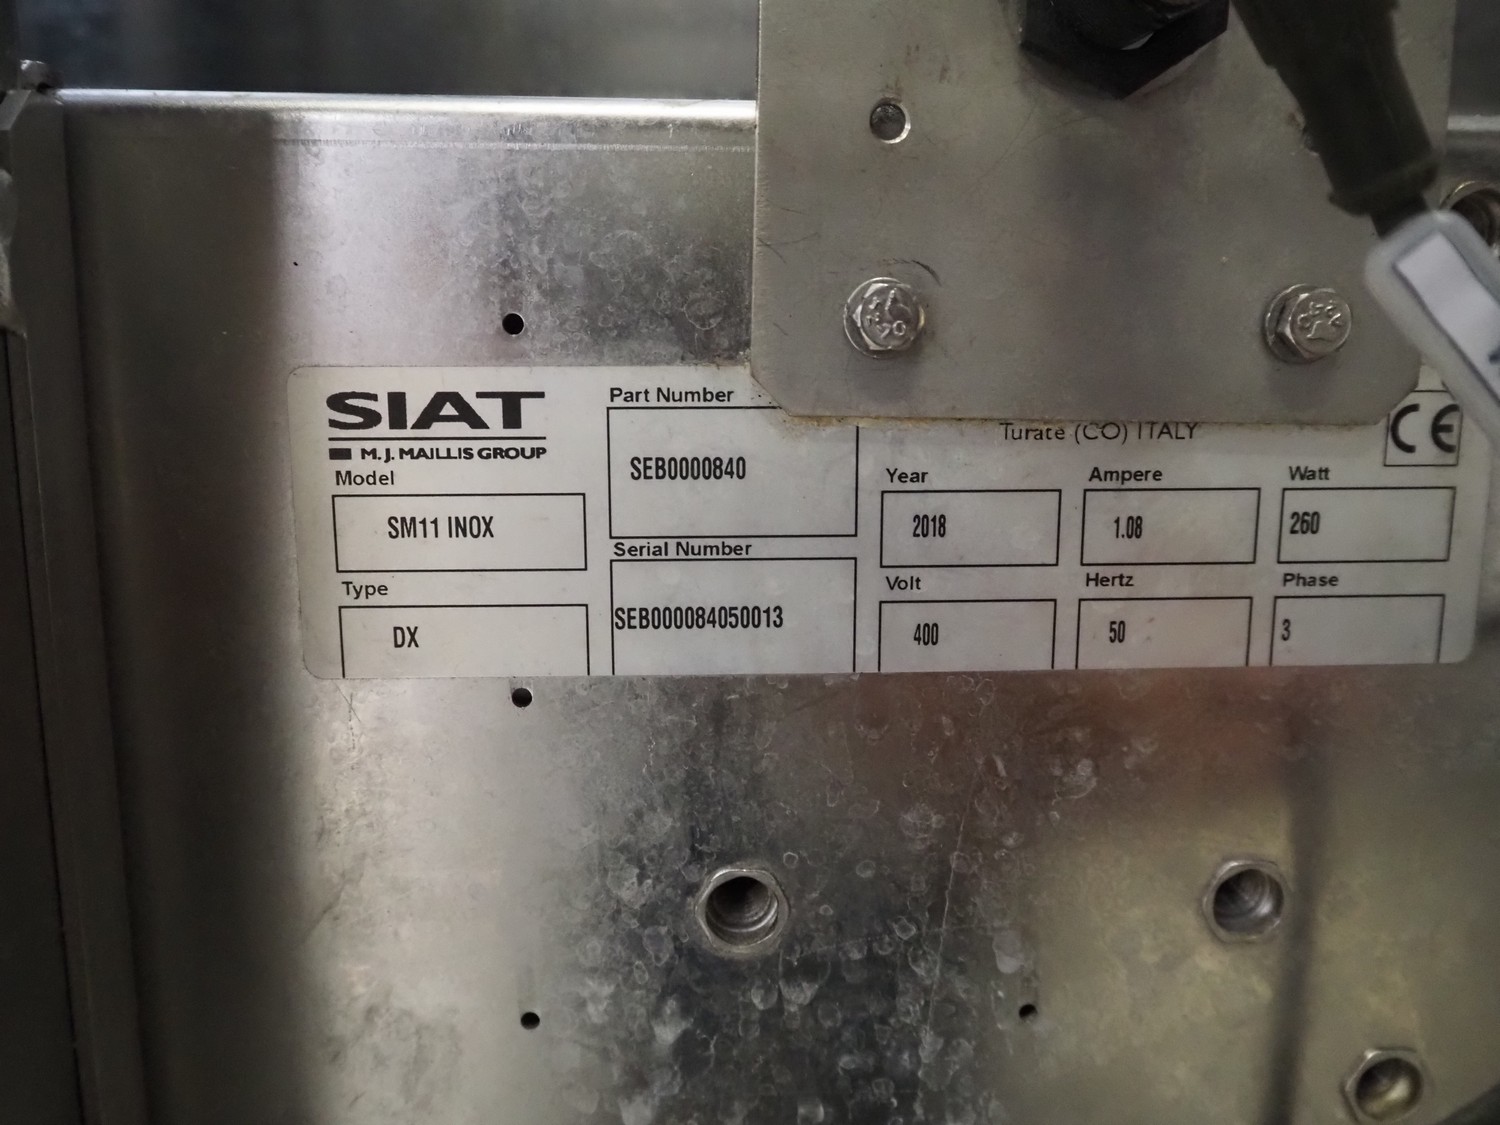 SIAT
M.J. MAILLIS GROUP
Model
SM11 INOX
Type
DX
Part Number
SEB0000840
Serial Number
SEB000084050013
Turate (CO) ITALY
CE
Year
2018
Ampere
1.08
Watt
260
Volt
400
Hertz
50
Phase
3